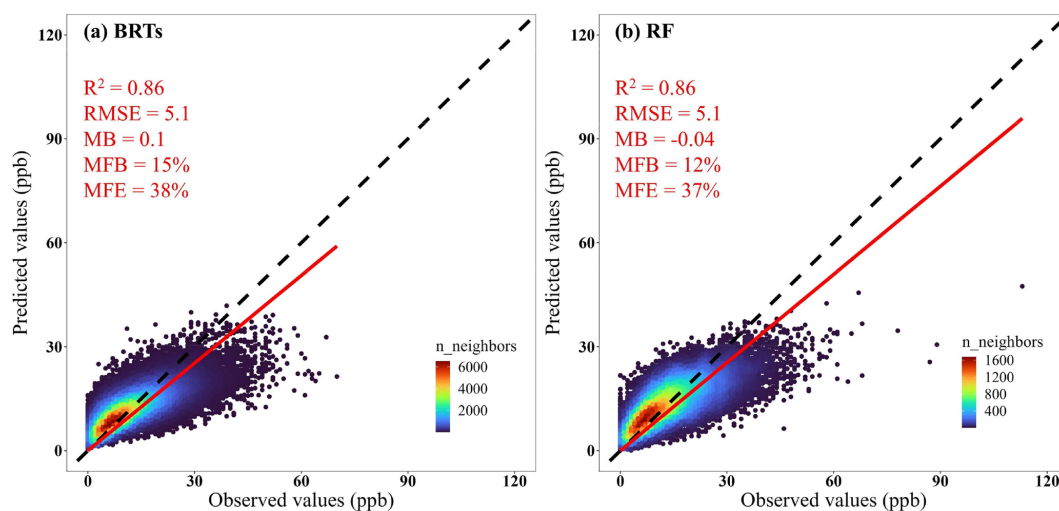 (a) BRTs
R² = 0.86
RMSE = 5.1
MB = 0.1
MFB = 15%
MFE = 38%
Predicted values (ppb)
120
90
60
30
0
n_neighbors
6000
4000
2000
0
30
60
90
120
Observed values (ppb)
(b) RF
R² = 0.86
RMSE = 5.1
MB = -0.04
MFB = 12%
MFE = 37%
Predicted values (ppb)
120
90
60
30
0
n_neighbors
1600
1200
800
400
0
30
60
90
120
Observed values (ppb)